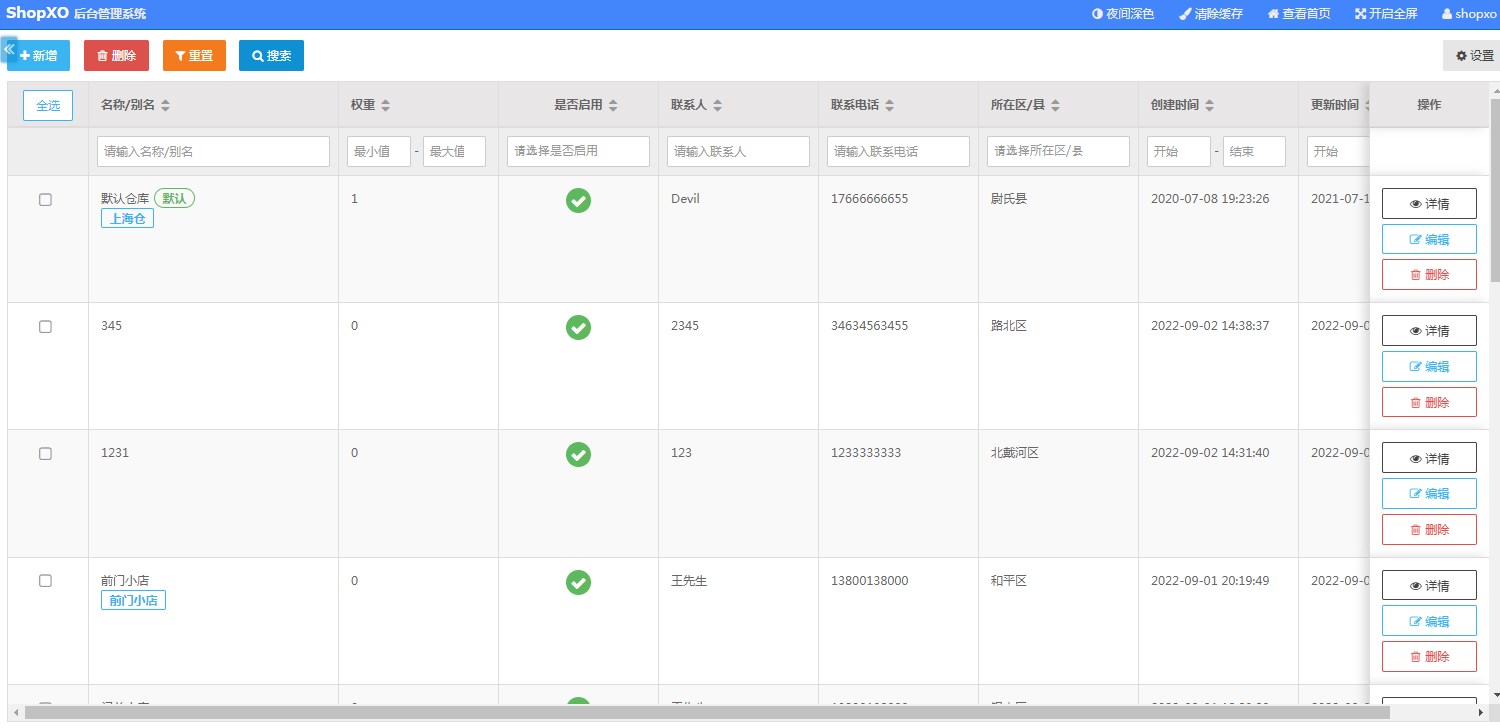 ShopXO 后台管理系统 夜间深色 清除缓存 查看首页 开启全屏 shopxo
新增 删除 重置 搜索 设置
全选 名称/别名 权重 是否启用 联系人 联系电话 所在区/县 创建时间 更新时间 操作
请输入名称/别名 最小值 - 最大值 请选择是否启用 请输入联系人 请输入联系电话 请选择所在区/县 开始 - 结束 开始
默认仓库 默认 1 Devil 17666666655 尉氏县 2020-07-08 19:23:26 2021-07-1 详情
上海仓
编辑
删除
345 0 2345 34634563455 路北区 2022-09-02 14:38:37 2022-09-0 详情
编辑
删除
1231 0 123 1233333333 北戴河区 2022-09-02 14:31:40 2022-09-0 详情
编辑
删除
前门小店 0 王先生 13800138000 和平区 2022-09-01 20:19:49 2022-09-0 详情
前门小店
编辑
删除